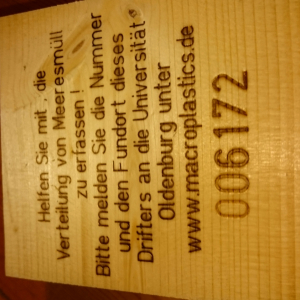 Helfen Sie mit, die
Verteilung von Meeresmüll
zu erfassen!
Bitte melden Sie die Nummer
und den Fundort dieses
Drifters an die Universität
Oldenburg unter
www.macroplastics.de
006172